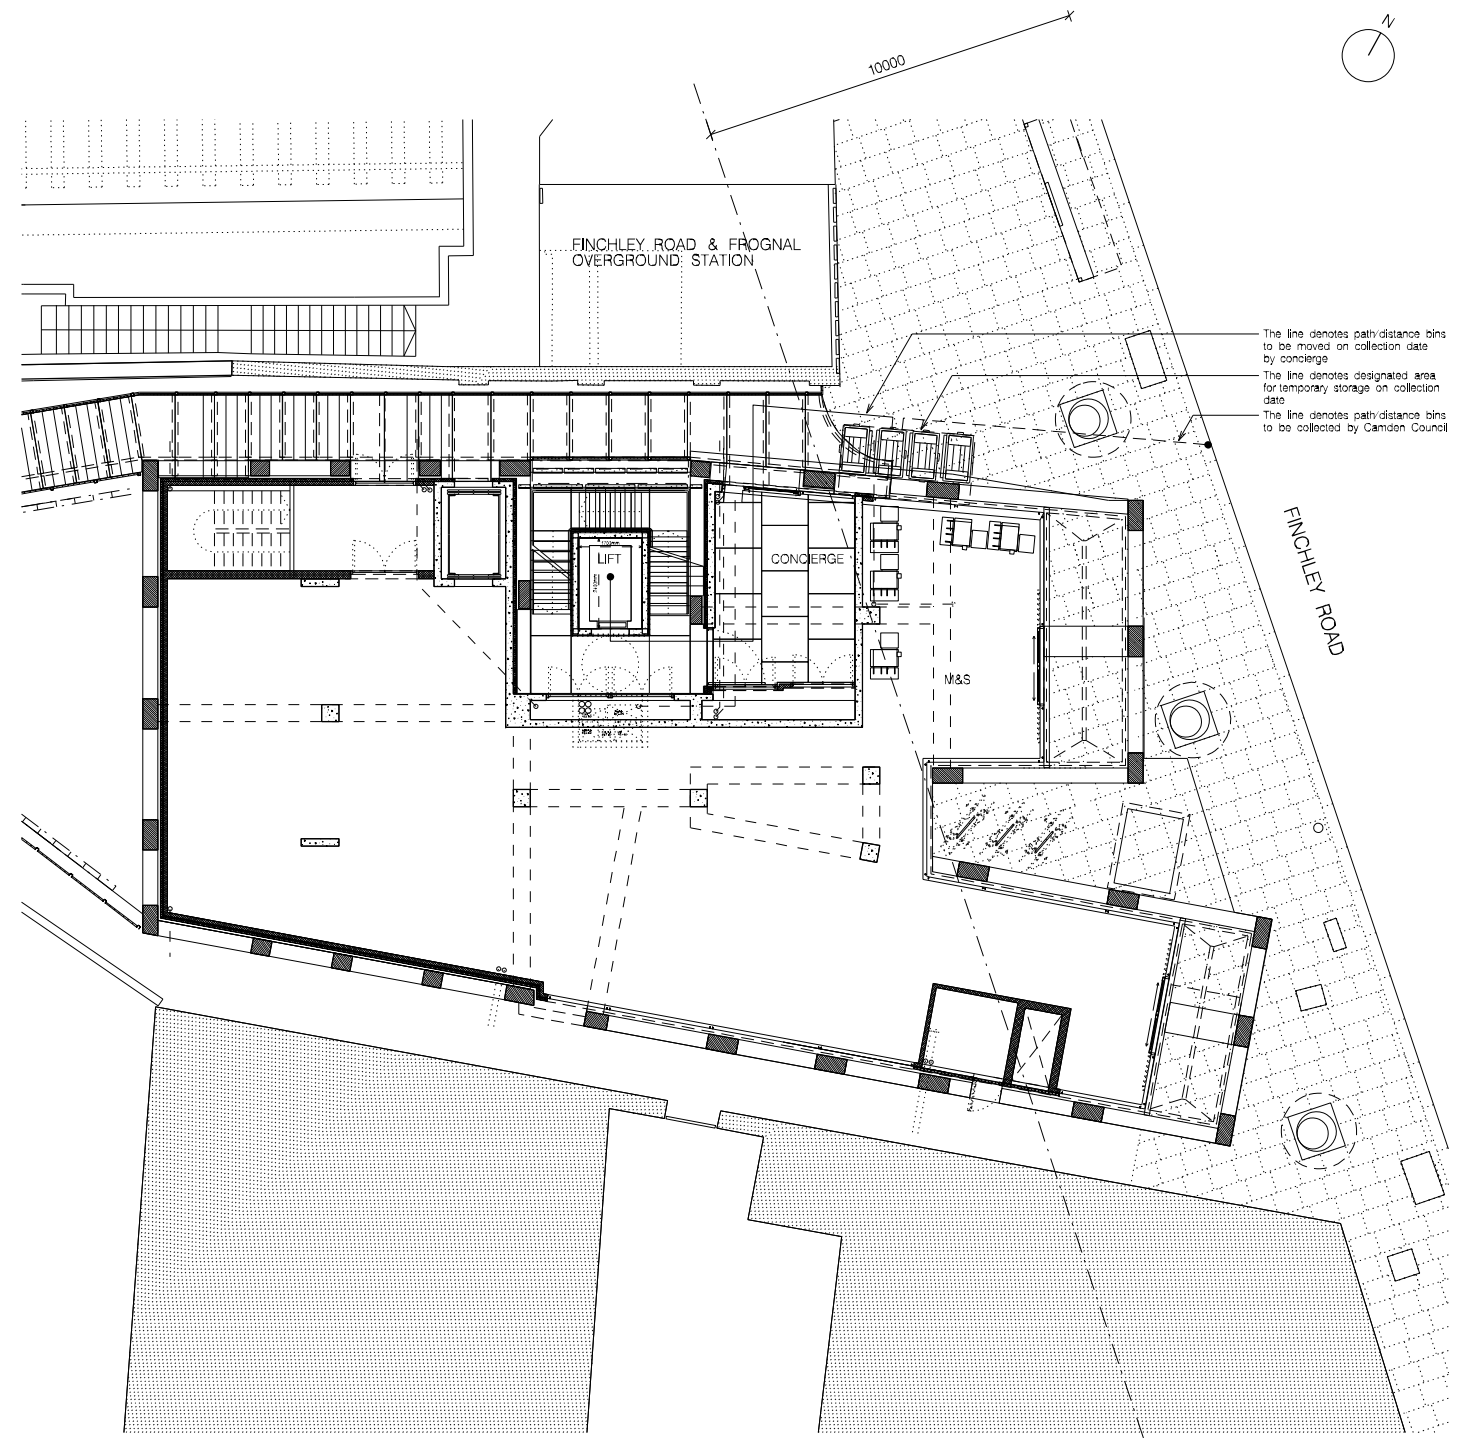 N
10000
FINCHLEY ROAD & FROGNAL
OVERGROUND STATION
The line denotes path/distance bins
to be moved on collection date
by concierge
The line denotes designated area
for temporary storage on collection
date
The line denotes path/distance bins
to be collected by Camden Council
FINCHLEY ROAD
1700mm
LIFT
CONCIERGE
M&S